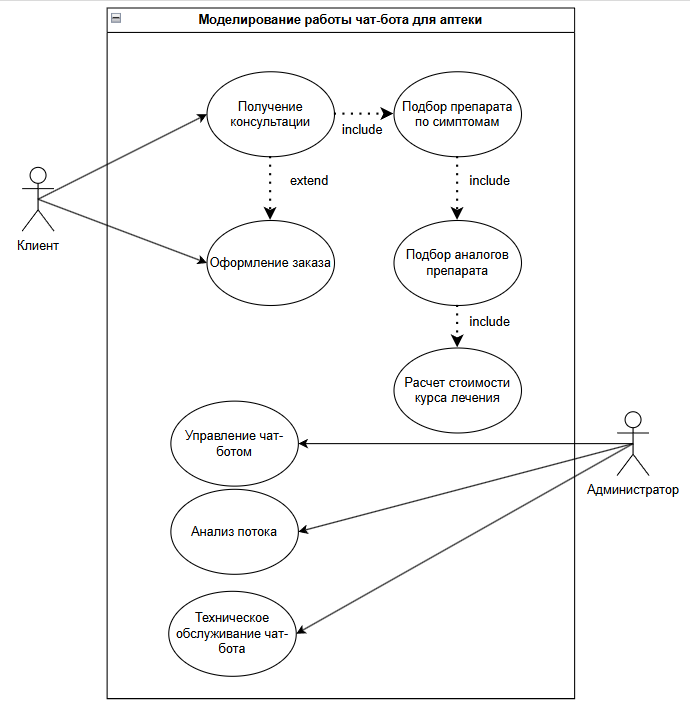 Моделирование работы чат-бота для аптеки
Получение
консультации
include
Подбор препарата
по симптомам
extend
include
Клиент
Оформление заказа
Подбор аналогов
препарата
include
Расчет стоимости
курса лечения
Управление чат-
ботом
Администратор
Анализ потока
Техническое
обслуживание чат-
бота